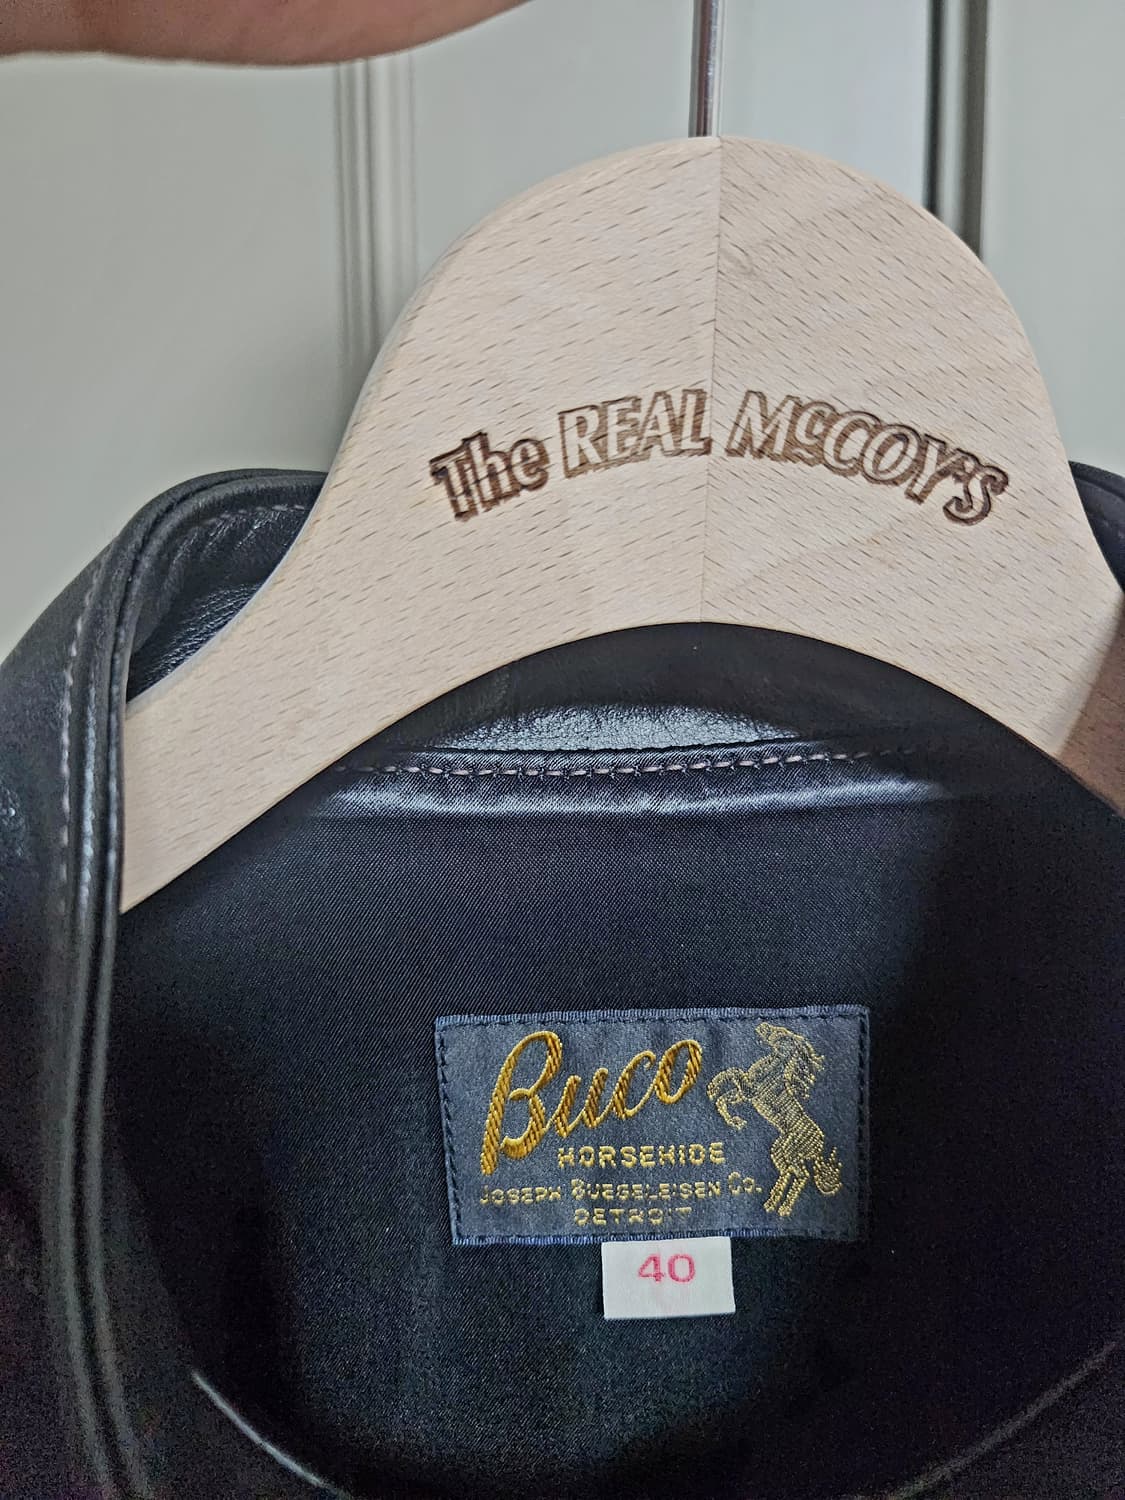 The REAL McCOY'S
Buco
HORSEHIDE
JOSEPH BUEGELEISEN Co.
DETROIT
40